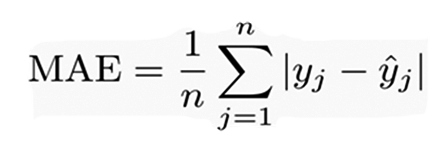 MAE = \frac{1}{n} \sum_{j=1}^{n} |y_j - \hat{y}_j|